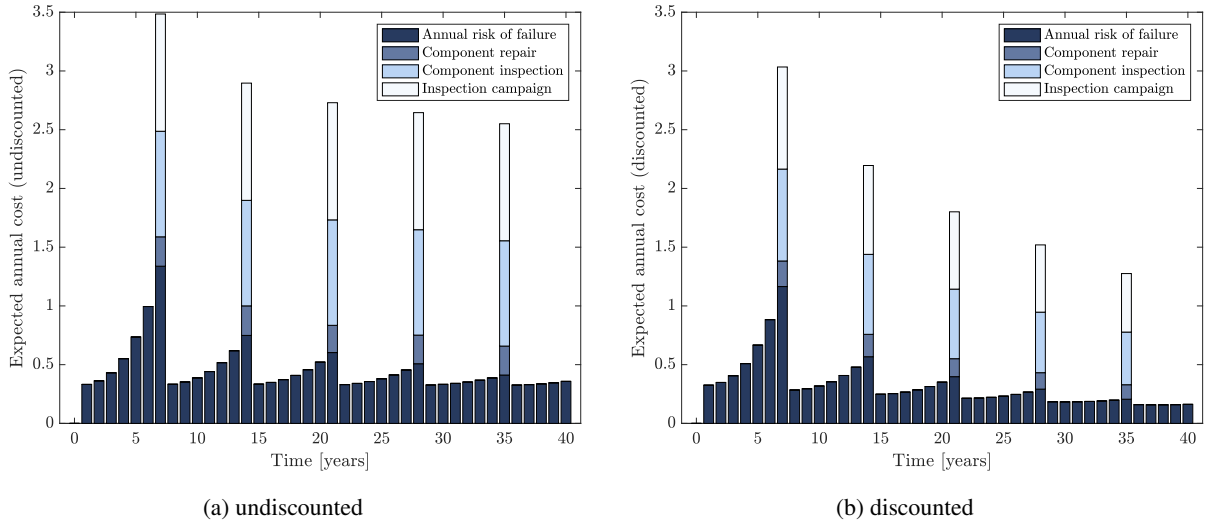 3.5
3
2.5
2
1.5
1
0.5
0
Expected annual cost (undiscounted)
Annual risk of failure
Component repair
Component inspection
Inspection campaign
0 5 10 15 20 25 30 35 40
Time [years]
(a) undiscounted
3.5
3
2.5
2
1.5
1
0.5
0
Expected annual cost (discounted)
Annual risk of failure
Component repair
Component inspection
Inspection campaign
0 5 10 15 20 25 30 35 40
Time [years]
(b) discounted